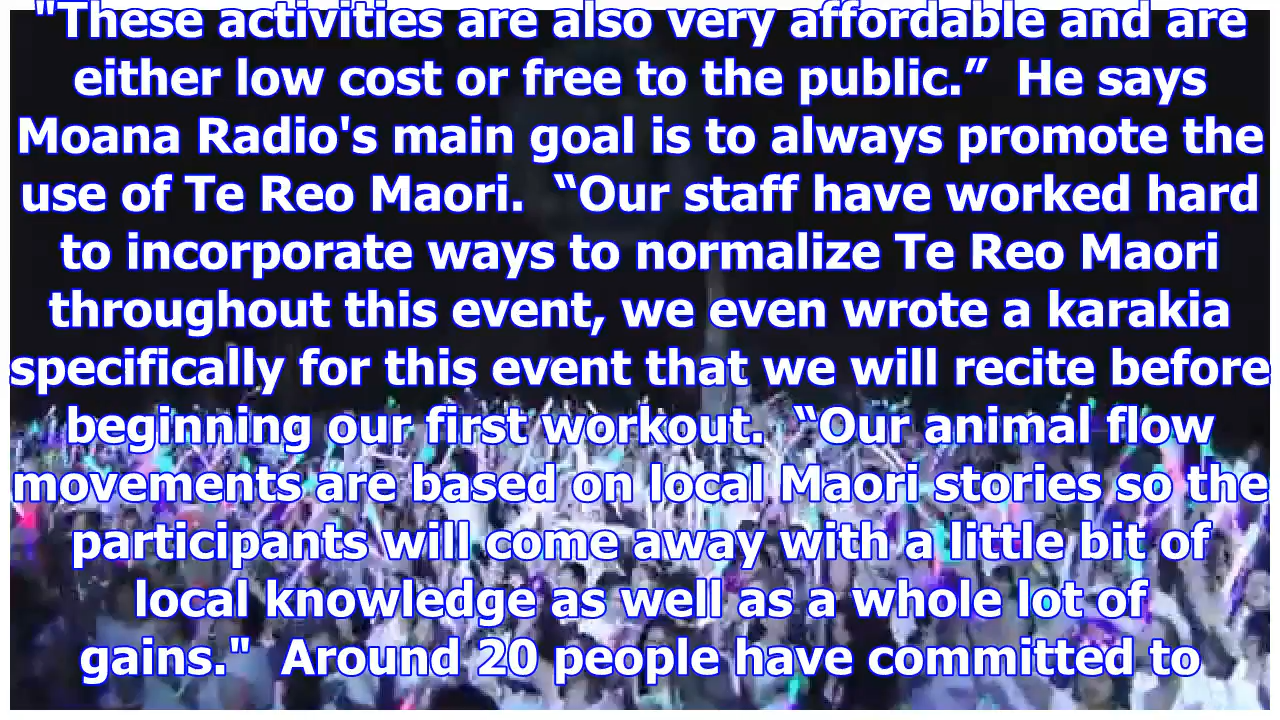 "These activities are also very affordable and are
either low cost or free to the public.”  He says
Moana Radio's main goal is to always promote the
use of Te Reo Maori.  “Our staff have worked hard
to incorporate ways to normalize Te Reo Maori
throughout this event, we even wrote a karakia
specifically for this event that we will recite before
beginning our first workout.  “Our animal flow
movements are based on local Maori stories so the
participants will come away with a little bit of
local knowledge as well as a whole lot of
gains."  Around 20 people have committed to